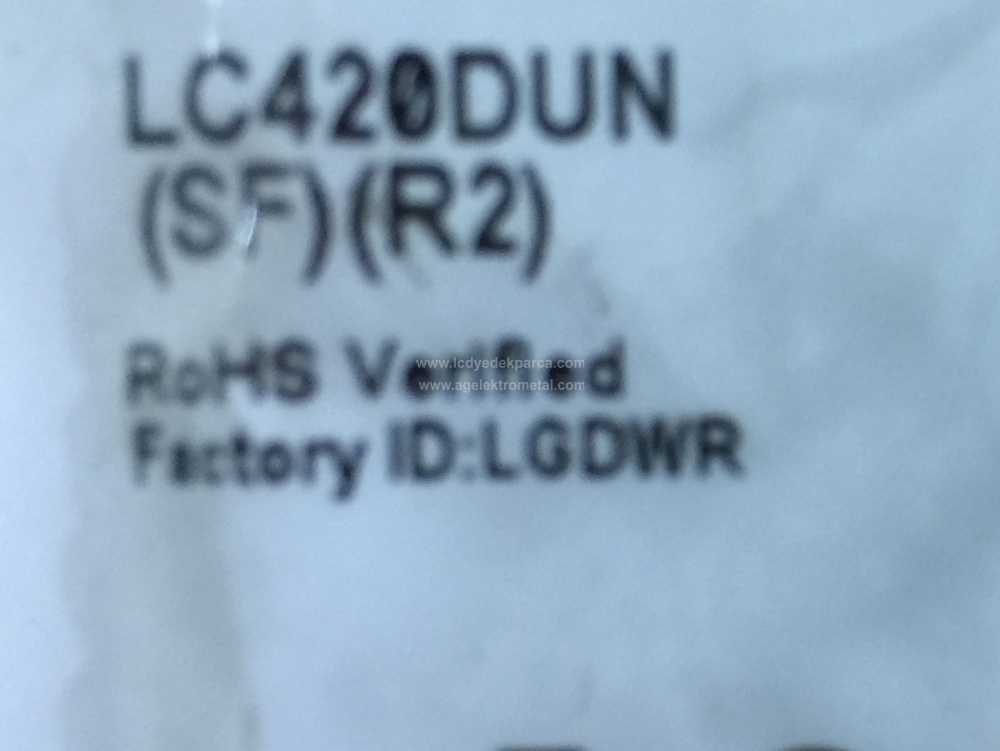 LC420DUN
(SF)(R2)
RoHS Verified
www.lcdyedekparca.com
www.agelektrometal.com
Factory ID:LGDWR